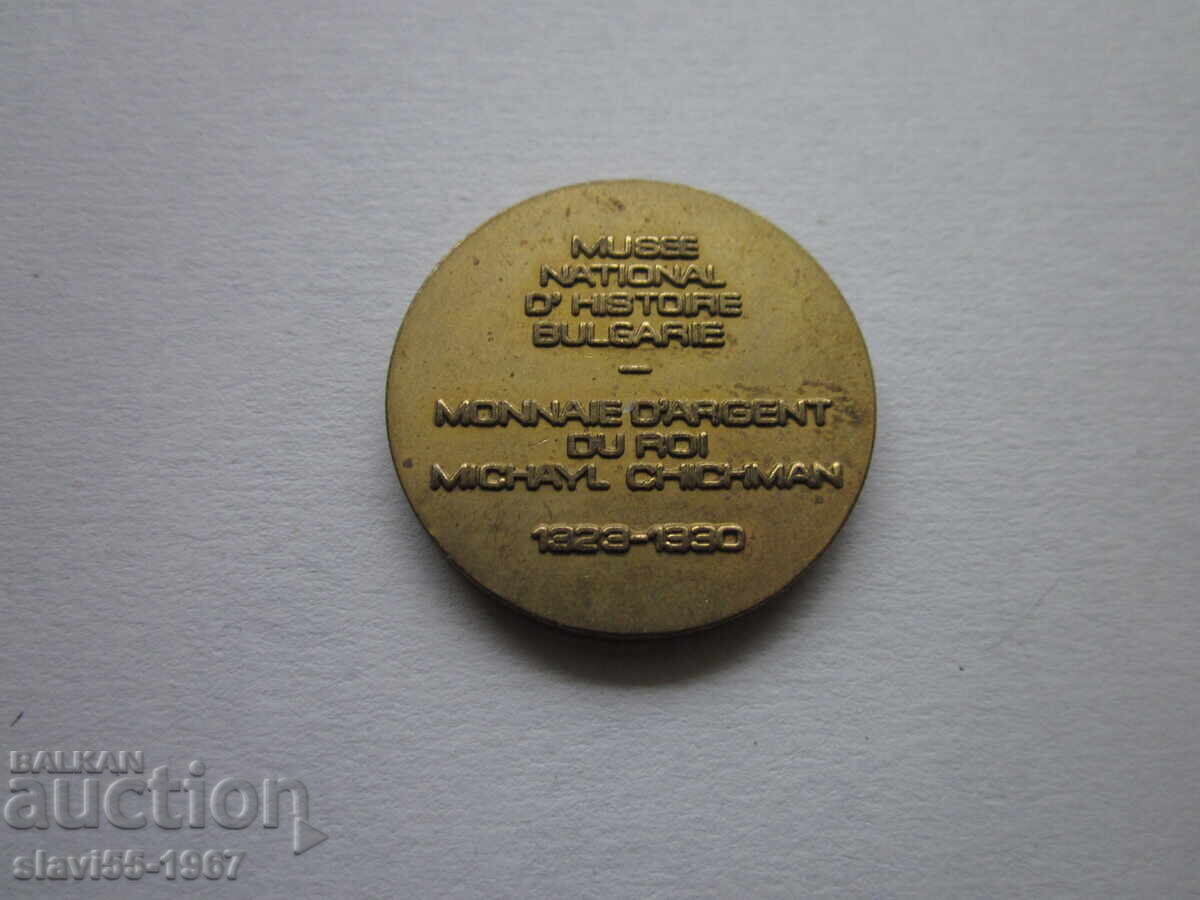 MUSEE
NATIONAL
D' HISTOIRE
BULGARIE
—
MONNAIE D'ARGENT
DU ROI
MICHAYL CHICHMAN
1323-1330
BALKAN
auction
slavi55-1967